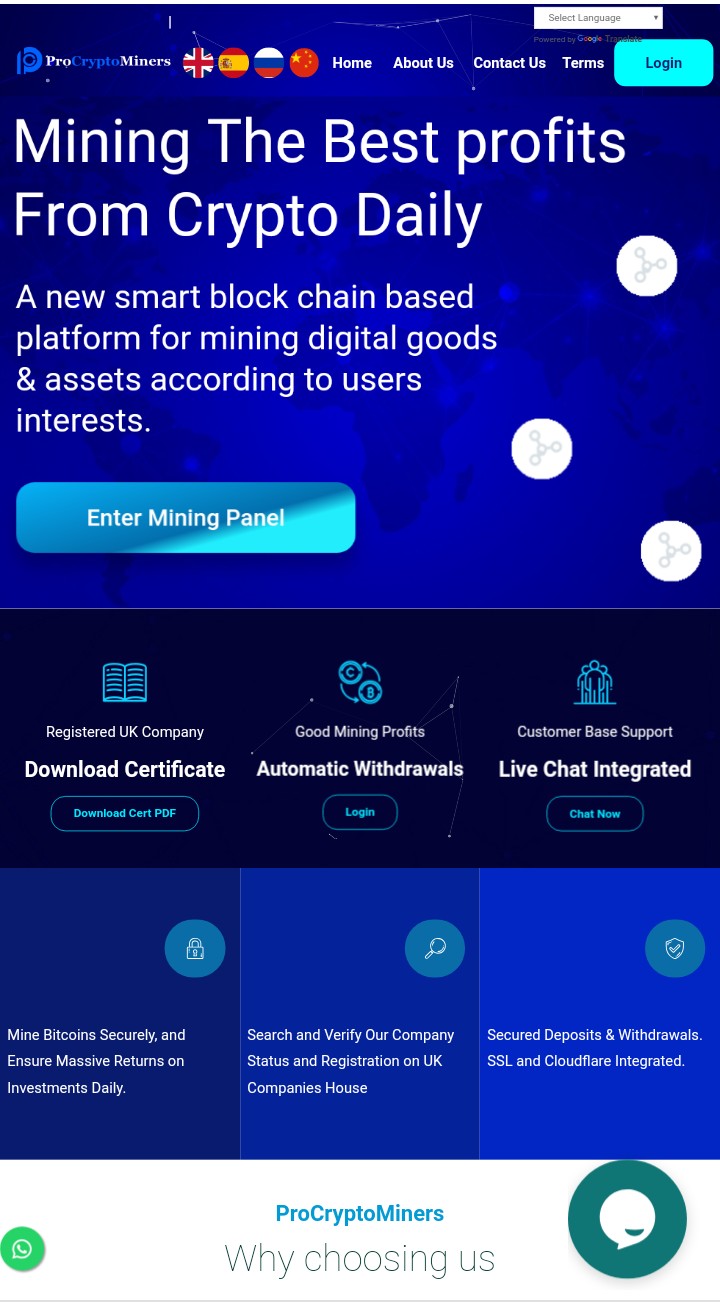 Select Language
Powered by Google Translate
ProCryptoMiners
Home About Us Contact Us Terms Login
Mining The Best profits
From Crypto Daily
A new smart block chain based
platform for mining digital goods
& assets according to users
interests.
Enter Mining Panel
Registered UK Company
Download Certificate
Download Cert PDF
Good Mining Profits
Automatic Withdrawals
Login
Customer Base Support
Live Chat Integrated
Chat Now
Mine Bitcoins Securely, and
Ensure Massive Returns on
Investments Daily.
Search and Verify Our Company
Status and Registration on UK
Companies House
Secured Deposits & Withdrawals.
SSL and Cloudflare Integrated.
ProCryptoMiners
Why choosing us